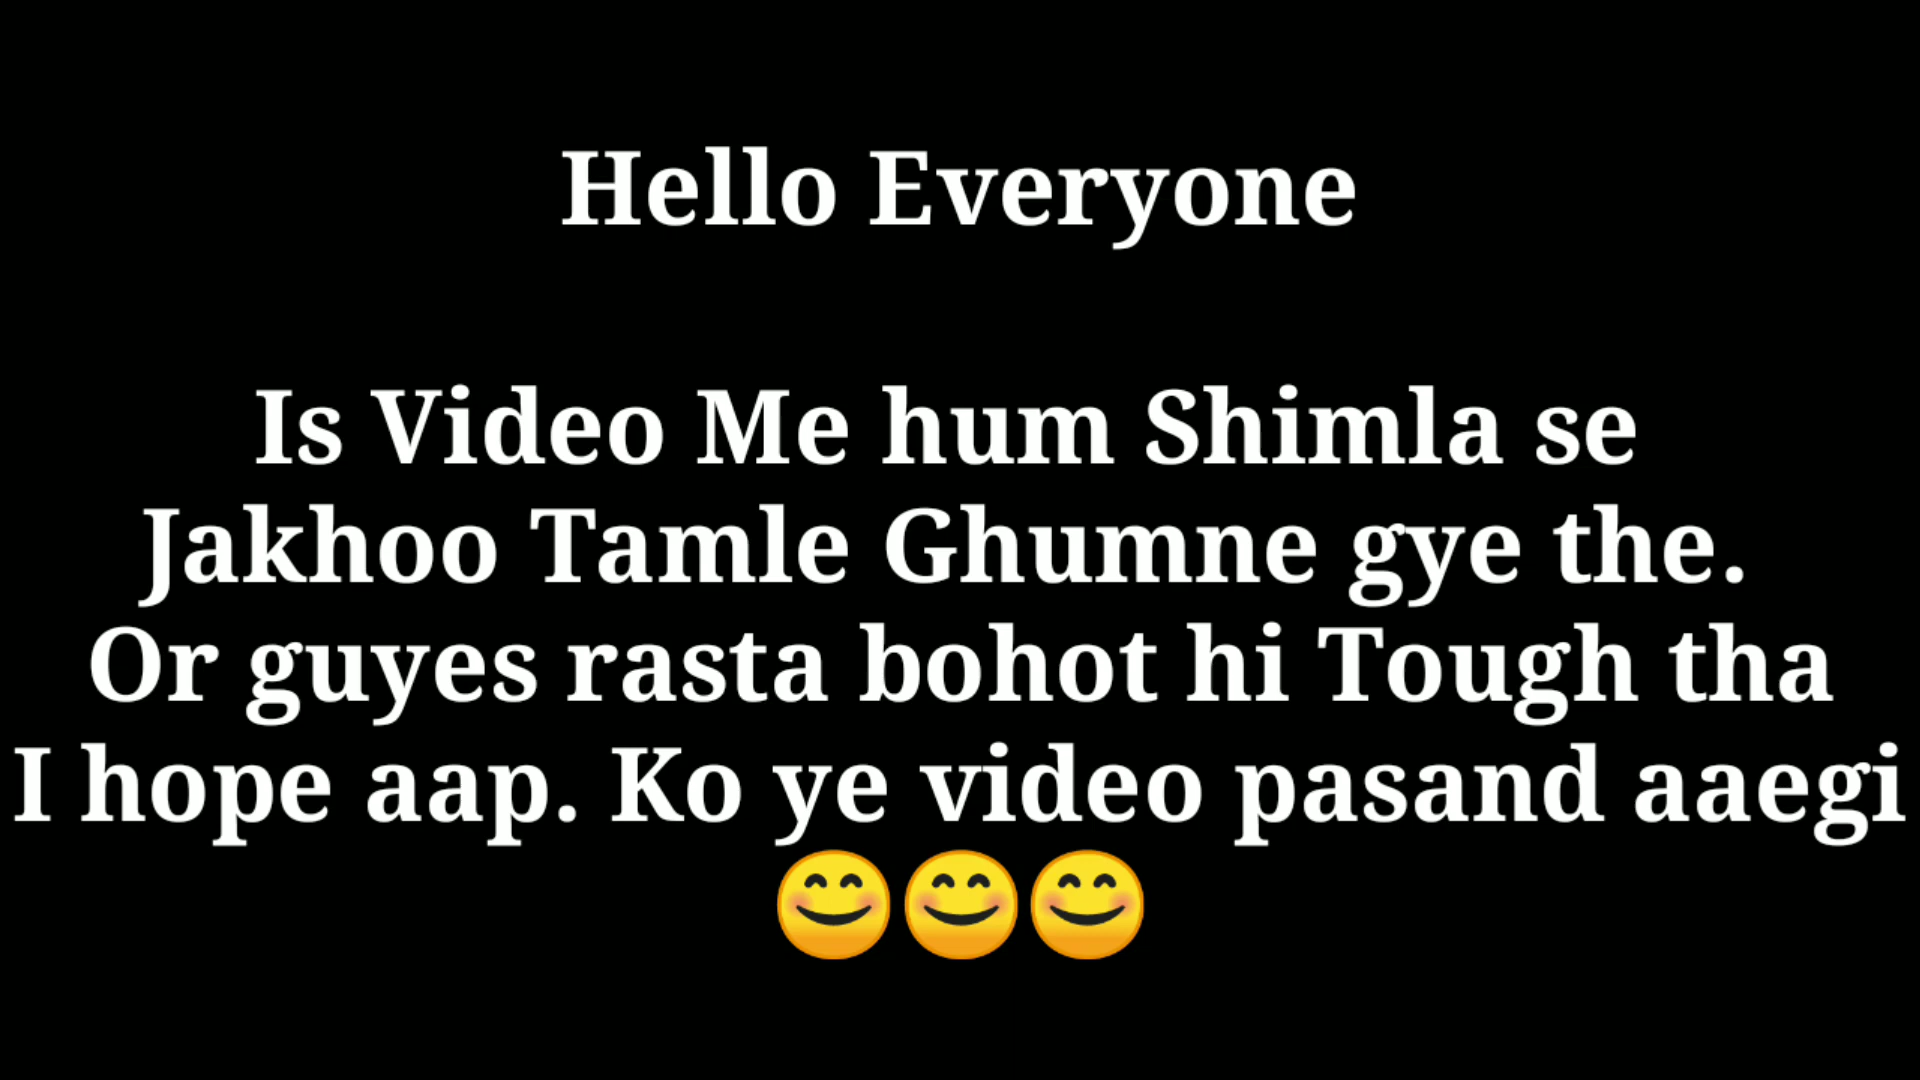 Hello Everyone
Is Video Me hum Shimla se
Jakhoo Tamle Ghumne gye the.
Or guyes rasta bohot hi Tough tha
I hope aap. Ko ye video pasand aaegi
😊😊😊